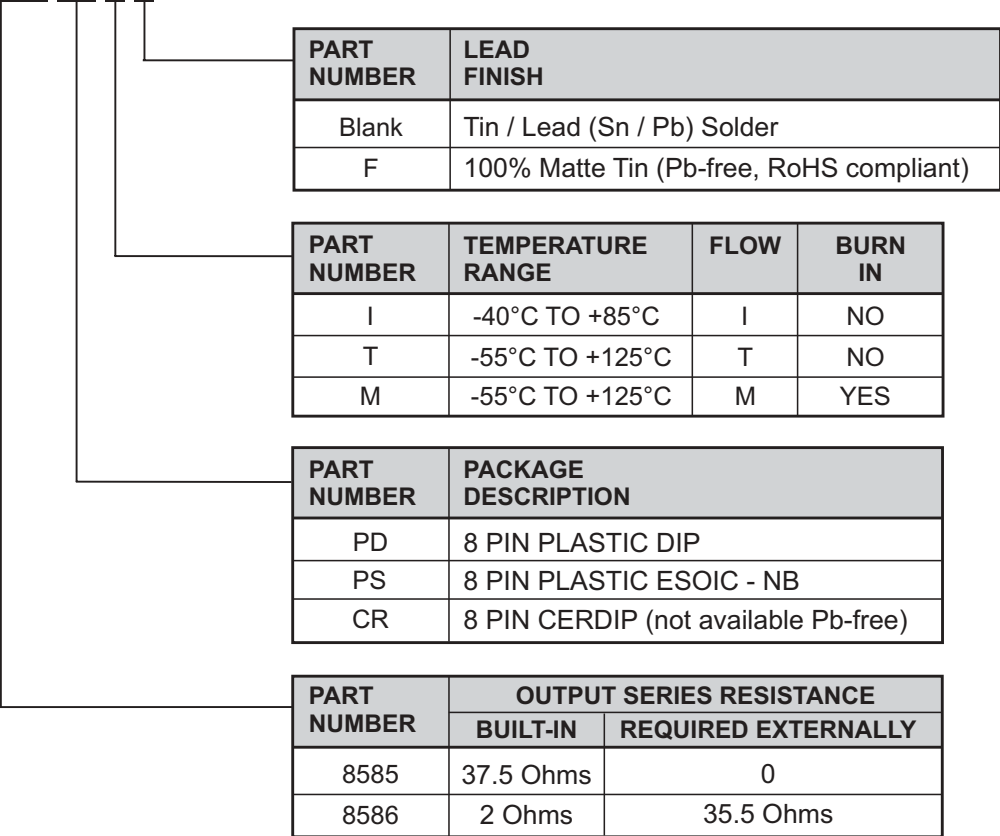 PART NUMBER LEAD FINISH
Blank Tin / Lead (Sn / Pb) Solder
F 100% Matte Tin (Pb-free, RoHS compliant)
PART NUMBER TEMPERATURE RANGE FLOW BURN IN
I -40°C TO +85°C I NO
T -55°C TO +125°C T NO
M -55°C TO +125°C M YES
PART NUMBER PACKAGE DESCRIPTION
PD 8 PIN PLASTIC DIP
PS 8 PIN PLASTIC ESOIC - NB
CR 8 PIN CERDIP (not available Pb-free)
PART NUMBER OUTPUT SERIES RESISTANCE
BUILT-IN REQUIRED EXTERNALLY
8585 37.5 Ohms 0
8586 2 Ohms 35.5 Ohms